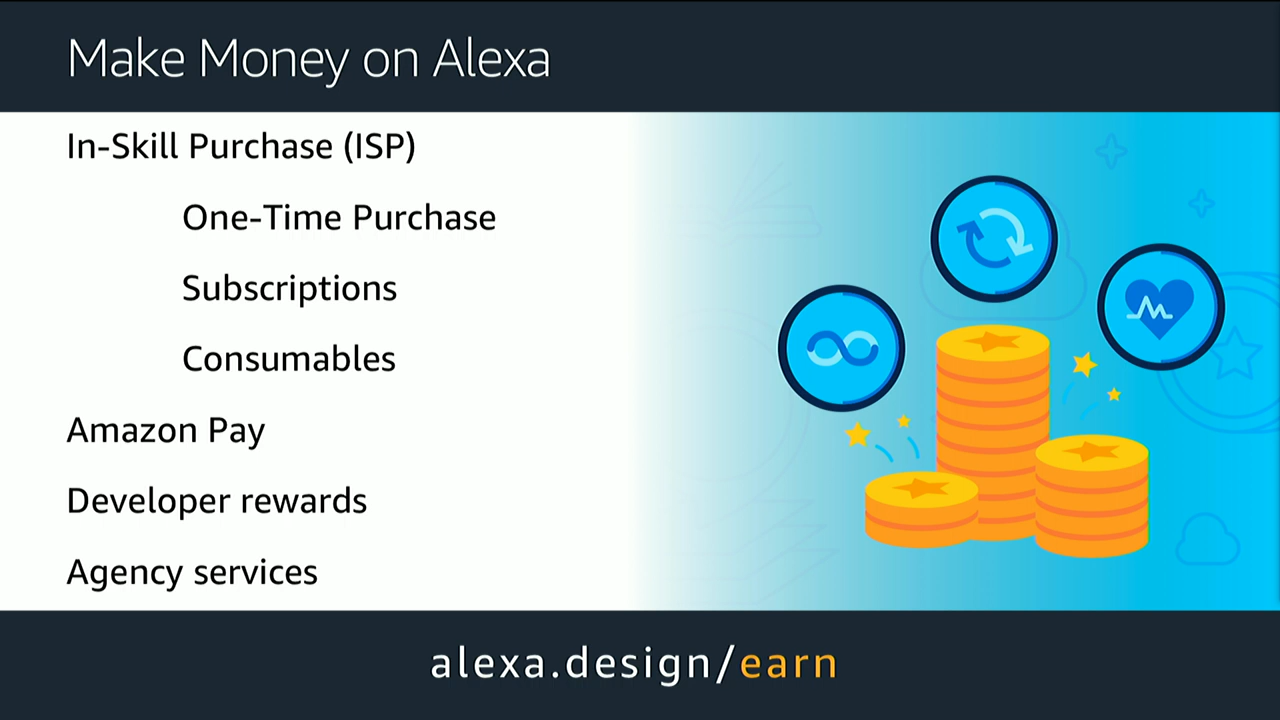 Make Money on Alexa
In-Skill Purchase (ISP)
One-Time Purchase
Subscriptions
Consumables
Amazon Pay
Developer rewards
Agency services
alexa.design/earn